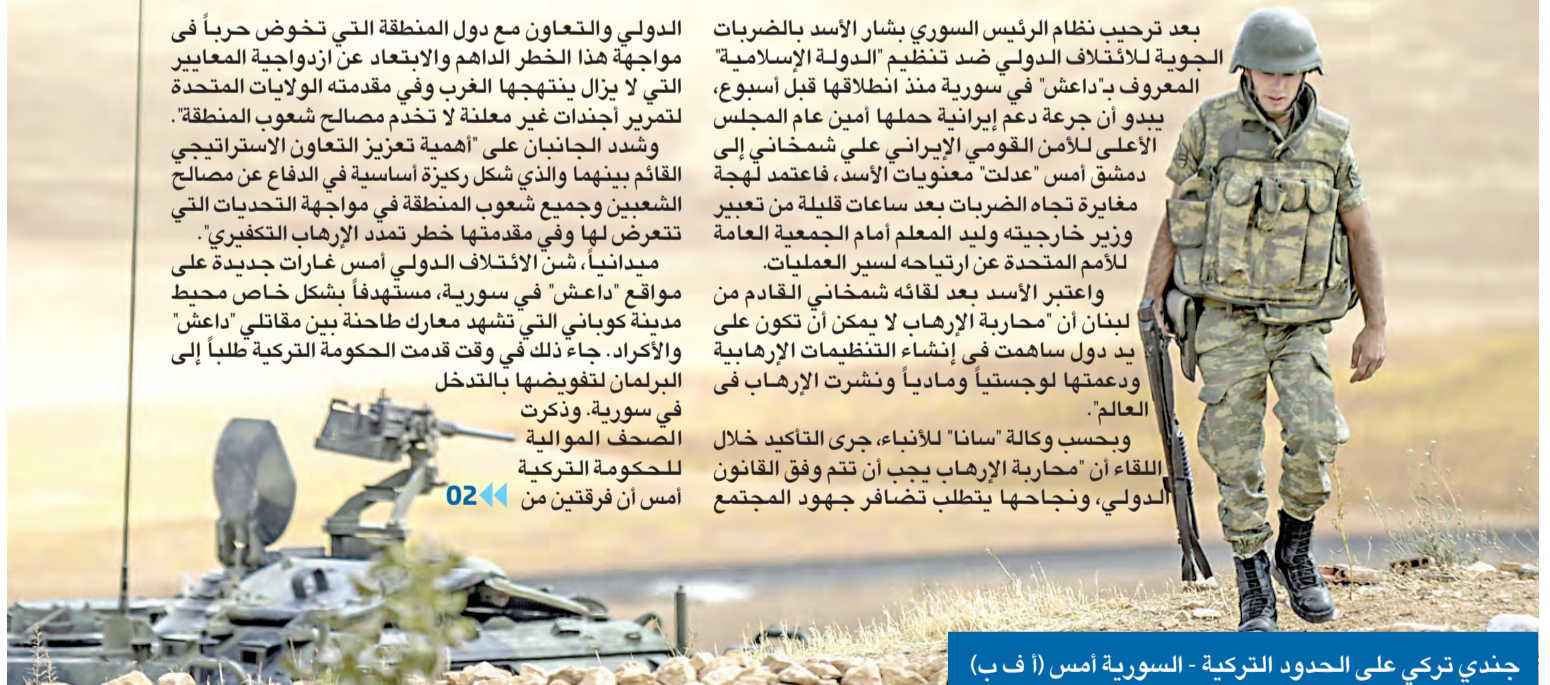 بعد ترحيب نظام الرئيس السوري بشار الأسد بالضربات
الجوية للائتلاف الدولي ضد تنظيم "الدولة الإسلامية"
المعروف بـ"داعش" في سورية منذ انطلاقها قبل أسبوع،
يبدو أن جرعة دعم إيرانية حملها أمين عام المجلس
الأعلى للأمن القومي الإيراني علي شمخاني إلى
دمشق أمس "عدلت" معنويات الأسد، فاعتمد لهجة
مغايرة تجاه الضربات بعد ساعات قليلة من تعبير
وزير خارجيته وليد المعلم أمام الجمعية العامة
للأمم المتحدة عن ارتياحه لسير العمليات.
واعتبر الأسد بعد لقائه شمخاني القادم من
لبنان أن "محاربة الإرهاب لا يمكن أن تكون على
يد دول ساهمت فى إنشاء التنظيمات الإرهابية
ودعمتها لوجستياً ومادياً ونشرت الإرهاب فى
العالم".
وبحسب وكالة "سانا" للأنباء، جرى التأكيد خلال
اللقاء أن "محاربة الإرهاب يجب أن تتم وفق القانون
الدولي، ونجاحها يتطلب تضافر جهود المجتمع
الدولي والتعاون مع دول المنطقة التي تخوض حرباً فى
مواجهة هذا الخطر الداهم والابتعاد عن ازدواجية المعايير
التي لا يزال ينتهجها الغرب وفي مقدمته الولايات المتحدة
لتمرير أجندات غير معلنة لا تخدم مصالح شعوب المنطقة".
وشدد الجانبان على "أهمية تعزيز التعاون الاستراتيجي
القائم بينهما والذي شكل ركيزة أساسية في الدفاع عن مصالح
الشعبين وجميع شعوب المنطقة في مواجهة التحديات التي
تتعرض لها وفي مقدمتها خطر تمدد الإرهاب التكفيري".
ميدانياً، شن الائتلاف الدولي أمس غارات جديدة على
مواقع "داعش" في سورية، مستهدفاً بشكل خاص محيط
مدينة كوباني التي تشهد معارك طاحنة بين مقاتلي "داعش"
والأكراد. جاء ذلك في وقت قدمت الحكومة التركية طلباً إلى
البرلمان لتفويضها بالتدخل
في سورية. وذكرت
الصحف الموالية
للحكومة التركية
أمس أن فرقتين من 02
جندي تركي على الحدود التركية - السورية أمس (أ ف ب)